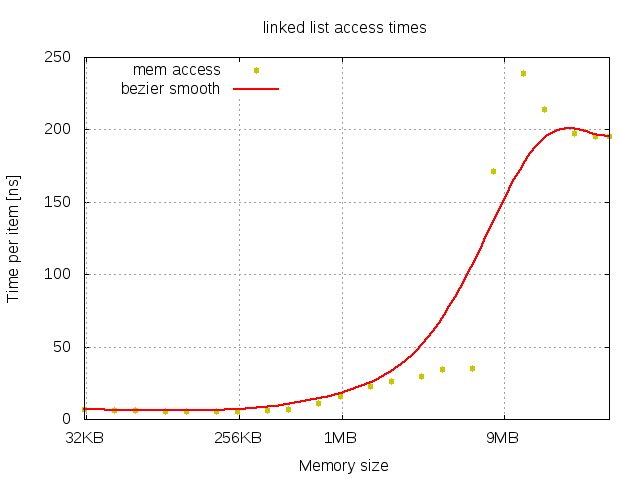 linked list access times
250
mem access
bezier smooth
200
150
100
50
0
Time per item [ns]
32KB 256KB 1MB 9MB
Memory size